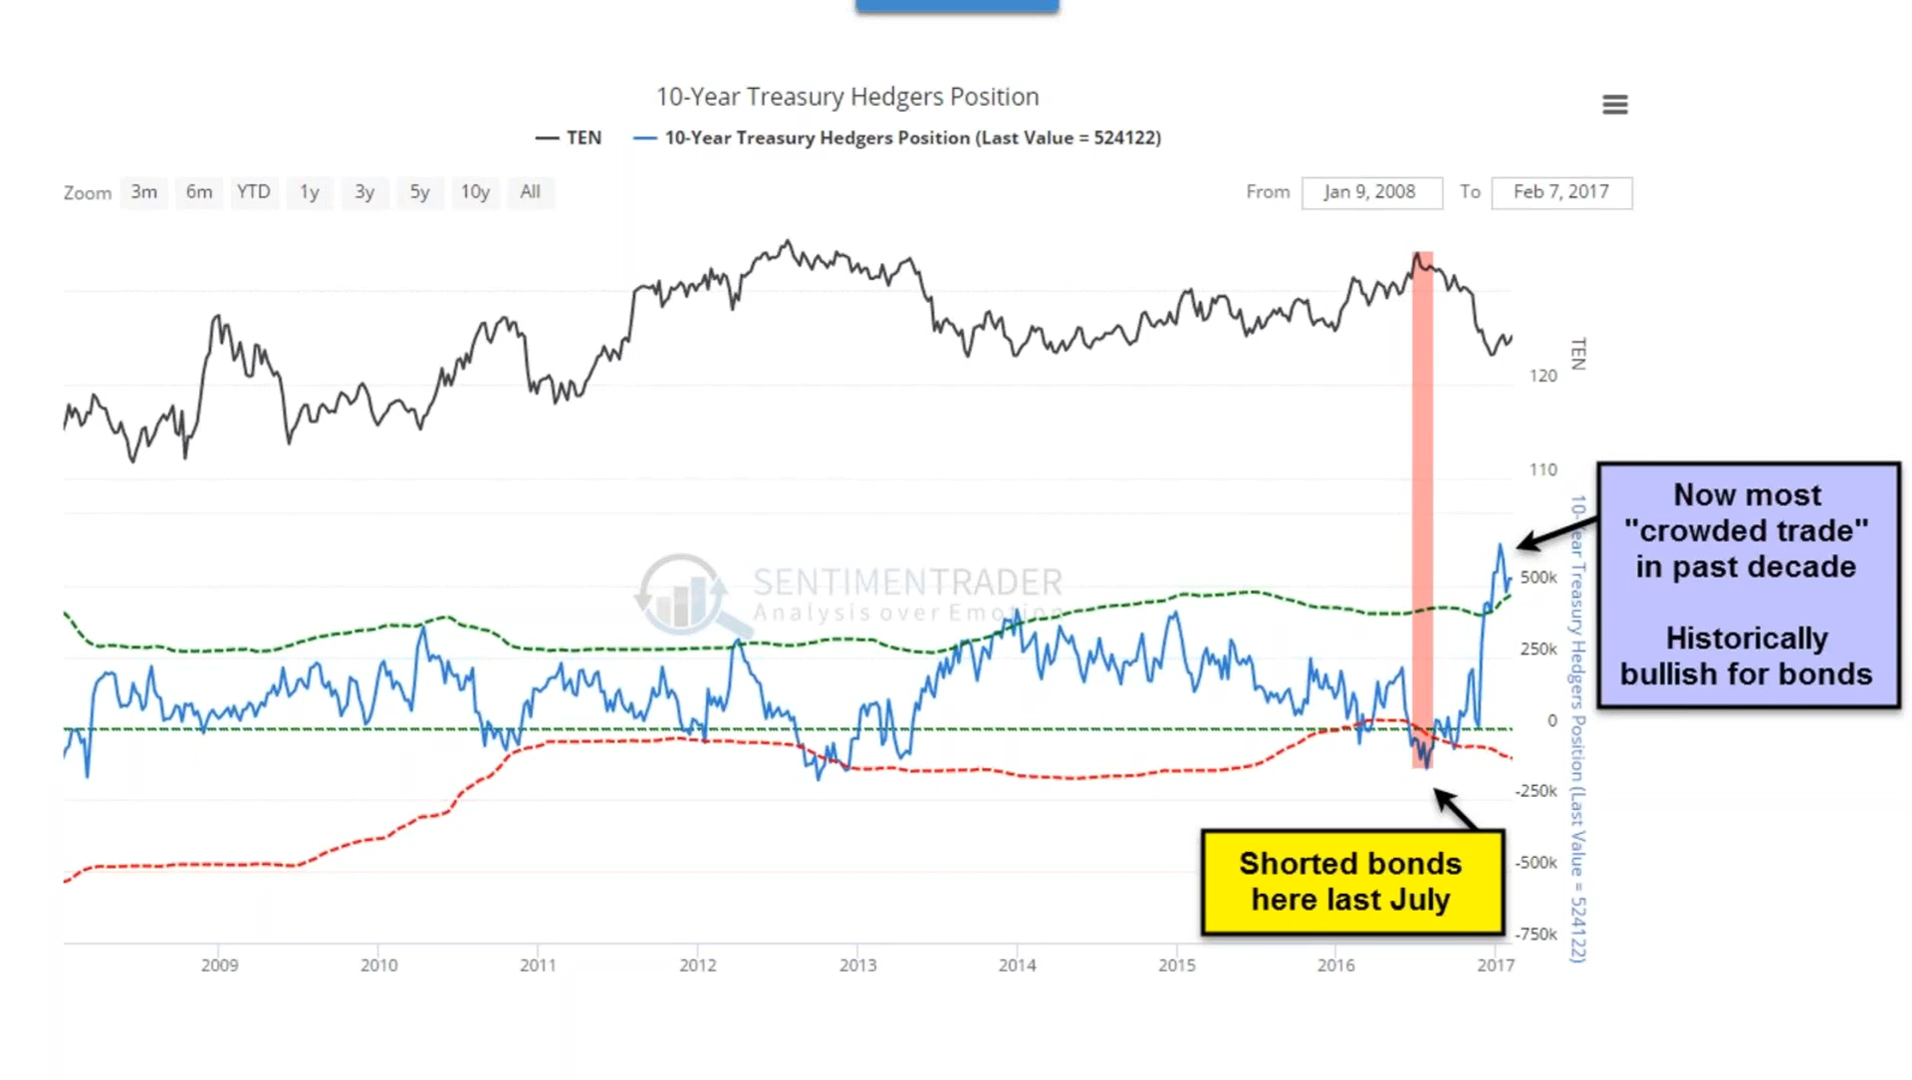 10-Year Treasury Hedgers Position
TEN
10-Year Treasury Hedgers Position (Last Value = 524122)
Zoom 3m 6m YTD 1y 3y 5y 10y All
From Jan 9, 2008 To Feb 7, 2017
TEN
120
110
Now most
"crowded trade"
in past decade
Historically
bullish for bonds
SENTIMENTRADER
Analysis over Emotion
500k
250k
0
-250k
-500k
-750k
10-Year Treasury Hedgers Position (Last Value = 524122)
Shorted bonds
here last July
2009 2010 2011 2012 2013 2014 2015 2016 2017